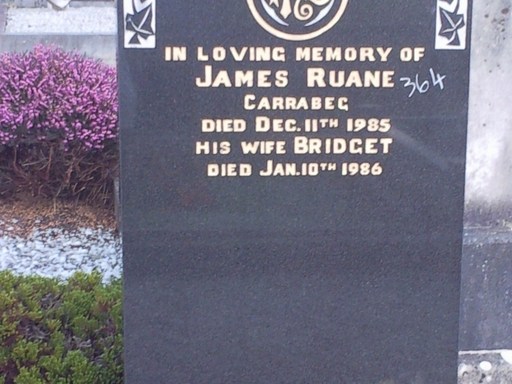 IN LOVING MEMORY OF
JAMES RUANE 364
CARRABEG
DIED DEC. 11TH 1985
HIS WIFE BRIDGET
DIED JAN. 10TH 1986